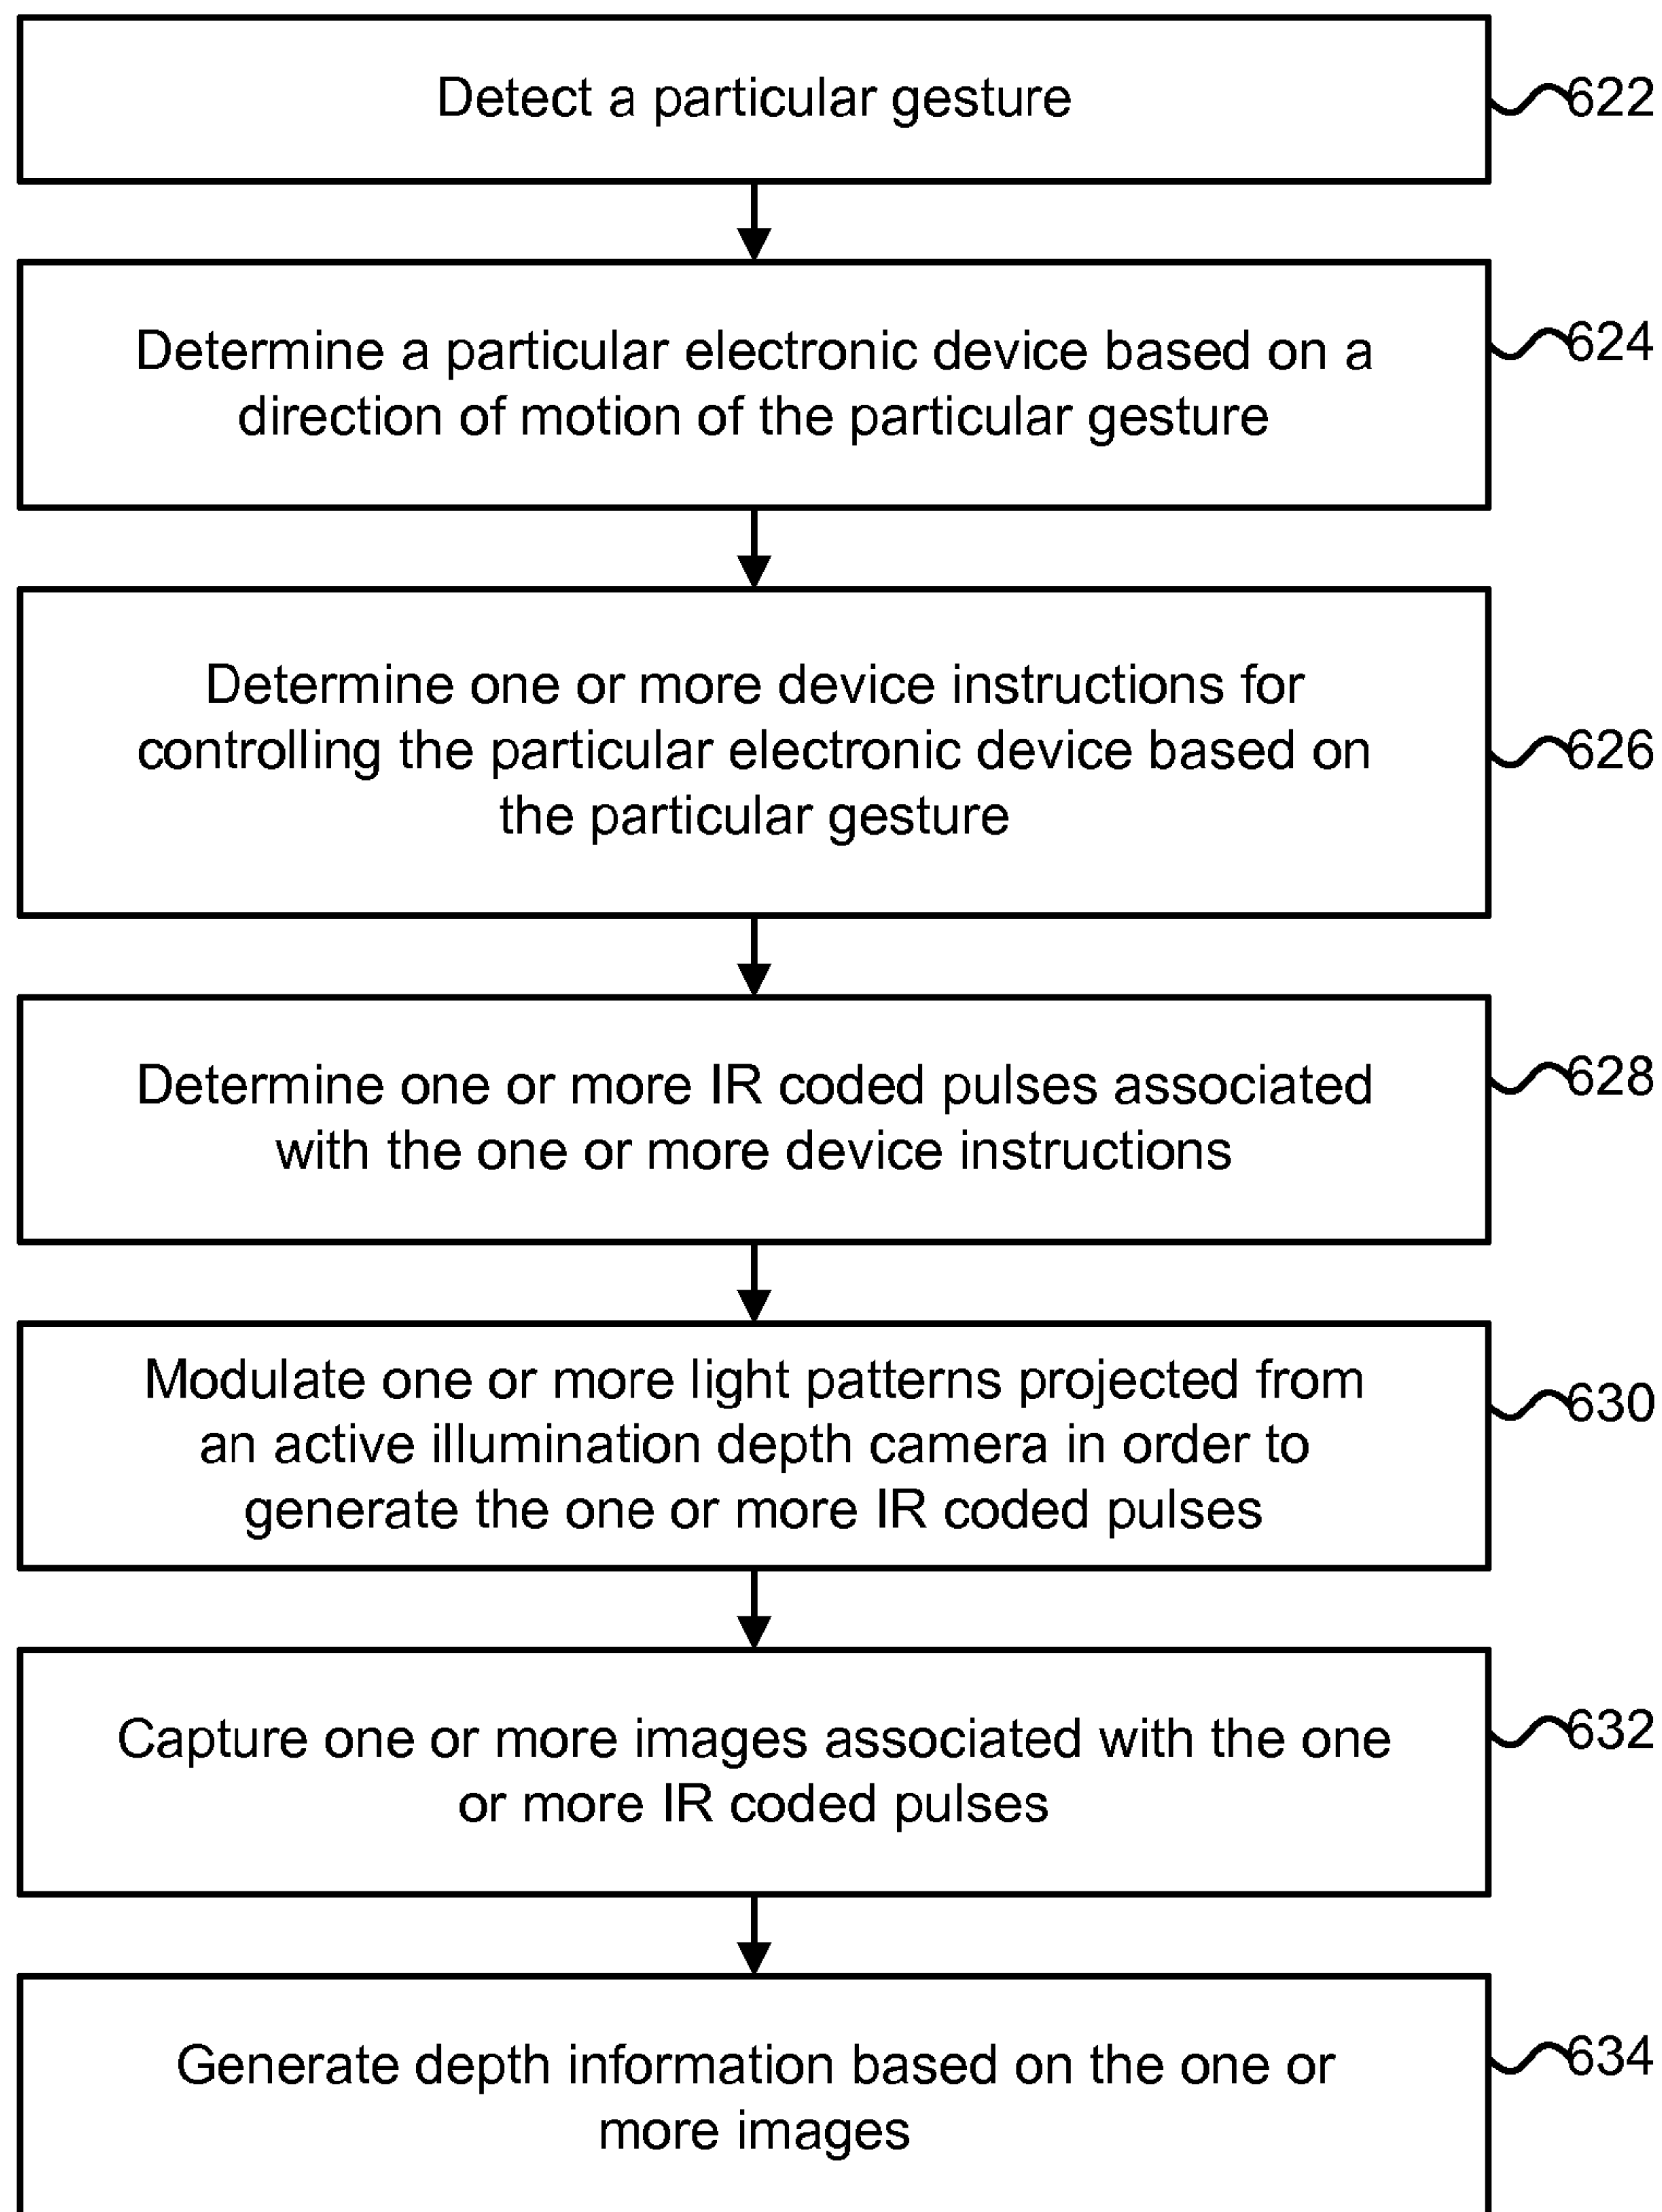 Detect a particular gesture
622
Determine a particular electronic device based on a
direction of motion of the particular gesture
624
Determine one or more device instructions for
controlling the particular electronic device based on
the particular gesture
626
Determine one or more IR coded pulses associated
with the one or more device instructions
628
Modulate one or more light patterns projected from
an active illumination depth camera in order to
generate the one or more IR coded pulses
630
Capture one or more images associated with the one
or more IR coded pulses
632
Generate depth information based on the one or
more images
634